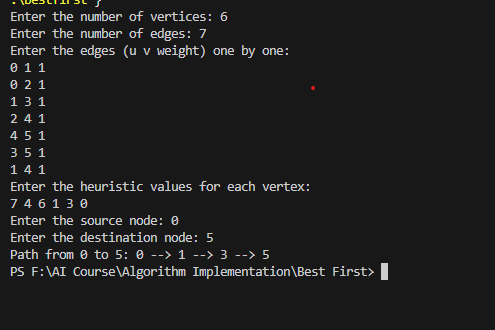 .\bestfirst }
Enter the number of vertices: 6
Enter the number of edges: 7
Enter the edges (u v weight) one by one:
0 1 1
0 2 1
1 3 1
2 4 1
4 5 1
3 5 1
1 4 1
Enter the heuristic values for each vertex:
7 4 6 1 3 0
Enter the source node: 0
Enter the destination node: 5
Path from 0 to 5: 0 --> 1 --> 3 --> 5
PS F:\AI Course\Algorithm Implementation\Best First>